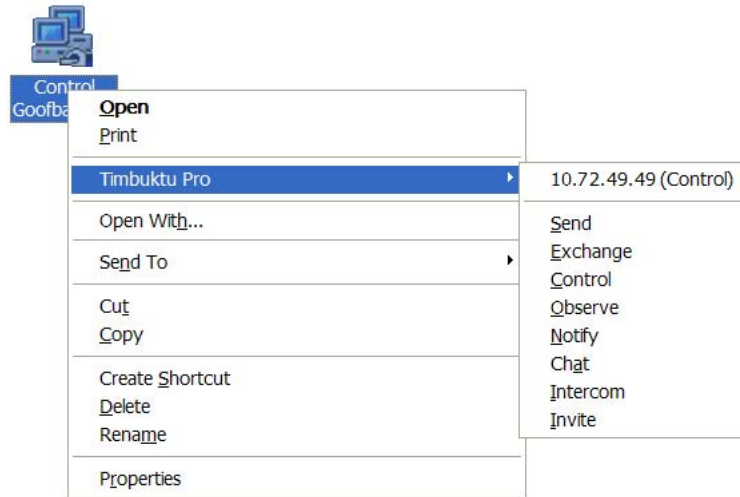 Control
Goofba
Open
Print
Timbuktu Pro
Open With...
Send To
Cut
Copy
Create Shortcut
Delete
Rename
Properties
10.72.49.49 (Control)
Send
Exchange
Control
Observe
Notify
Chat
Intercom
Invite